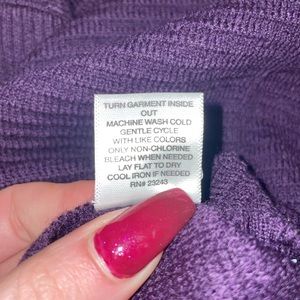 TURN GARMENT INSIDE
OUT
MACHINE WASH COLD
GENTLE CYCLE
WITH LIKE COLORS
ONLY NON-CHLORINE
BLEACH WHEN NEEDED
LAY FLAT TO DRY
COOL IRON IF NEEDED
RN# 23243